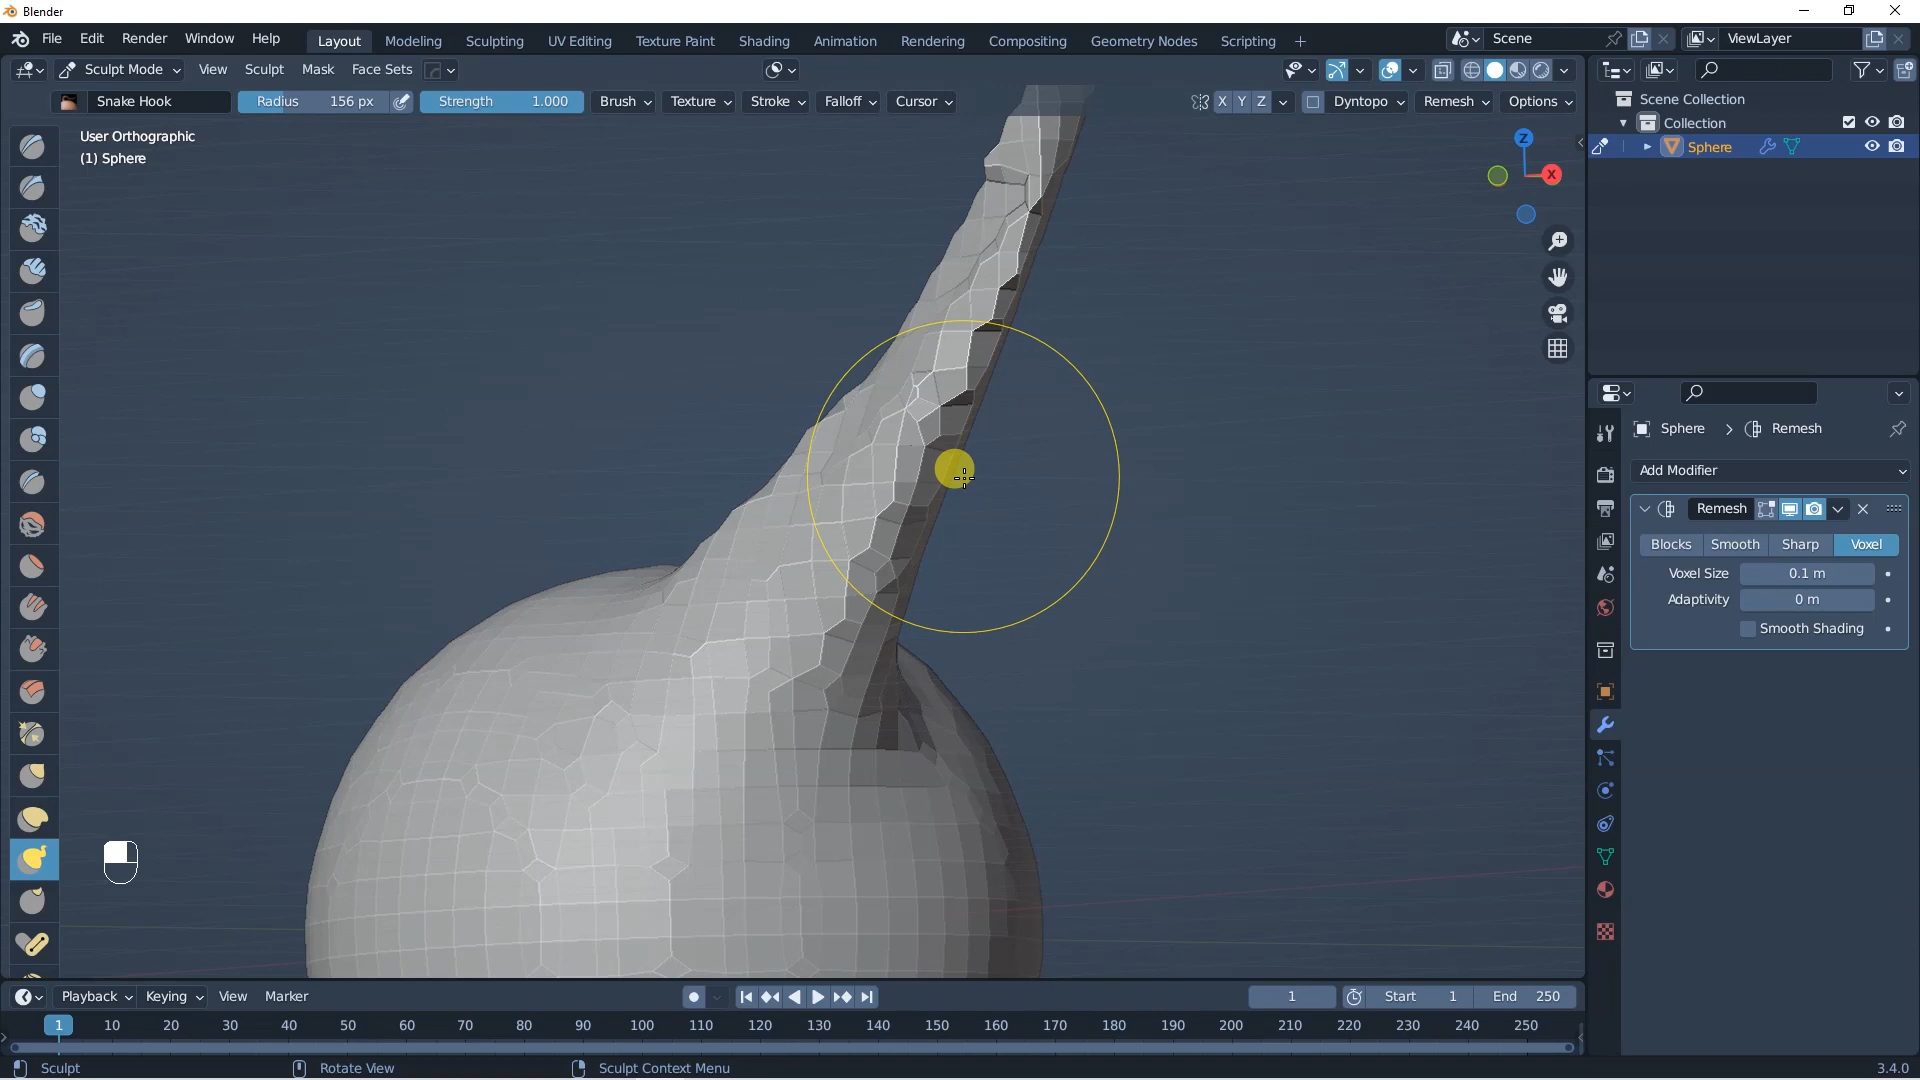 Blender
File Edit Render Window Help Layout Modeling Sculpting UV Editing Texture Paint Shading Animation Rendering Compositing Geometry Nodes Scripting + Scene ViewLayer
Sculpt Mode View Sculpt Mask Face Sets
Snake Hook Radius 156 px Strength 1.000 Brush Texture Stroke Falloff Cursor X Y Z Dyntopo Remesh Options
Scene Collection
Collection
Sphere
User Orthographic
(1) Sphere
Z
X
Sphere > Remesh
Add Modifier
Remesh
Blocks Smooth Sharp Voxel
Voxel Size 0.1 m
Adaptivity 0 m
Smooth Shading
Playback Keying View Marker 1 Start 1 End 250
1 10 20 30 40 50 60 70 80 90 100 110 120 130 140 150 160 170 180 190 200 210 220 230 240 250
Sculpt Rotate View Sculpt Context Menu 3.4.0